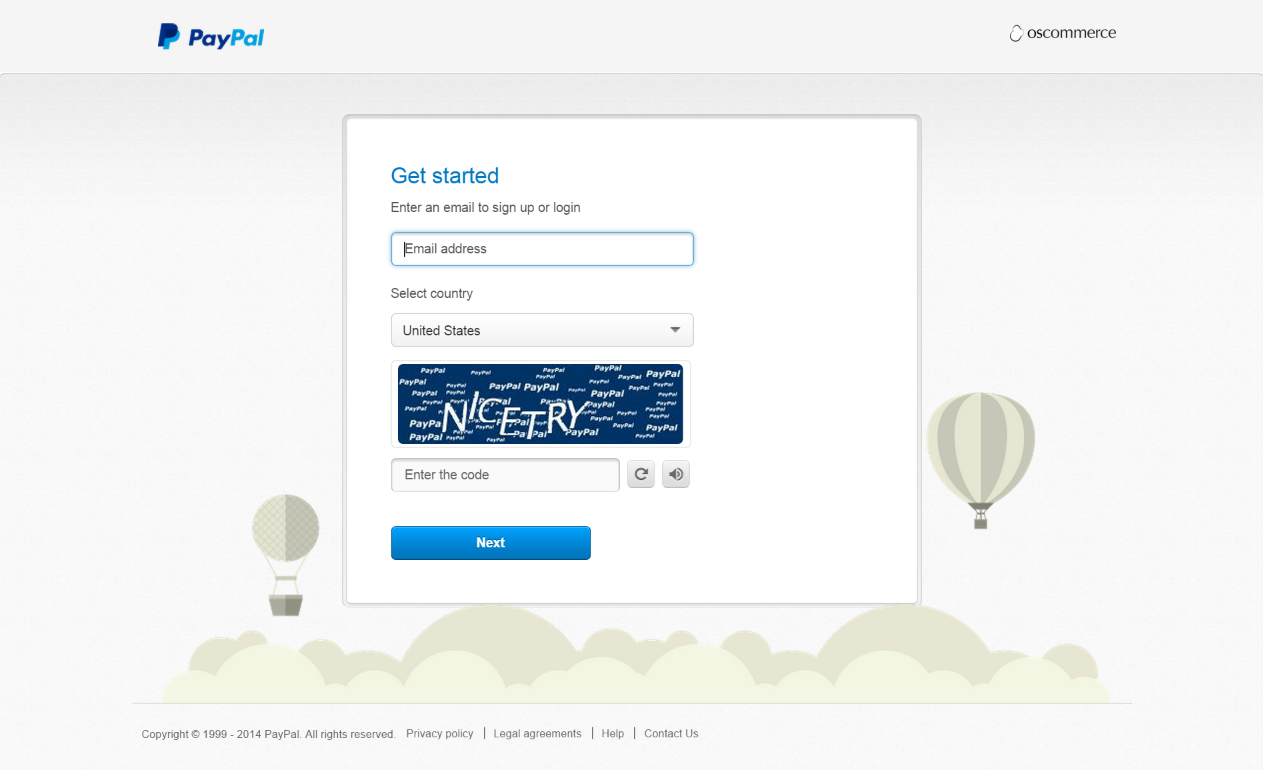 PayPal
oscommerce
Get started
Enter an email to sign up or login
Email address
Select country
United States
NICETRY
Enter the code
Next
Copyright © 1999 - 2014 PayPal. All rights reserved. Privacy policy | Legal agreements | Help | Contact Us